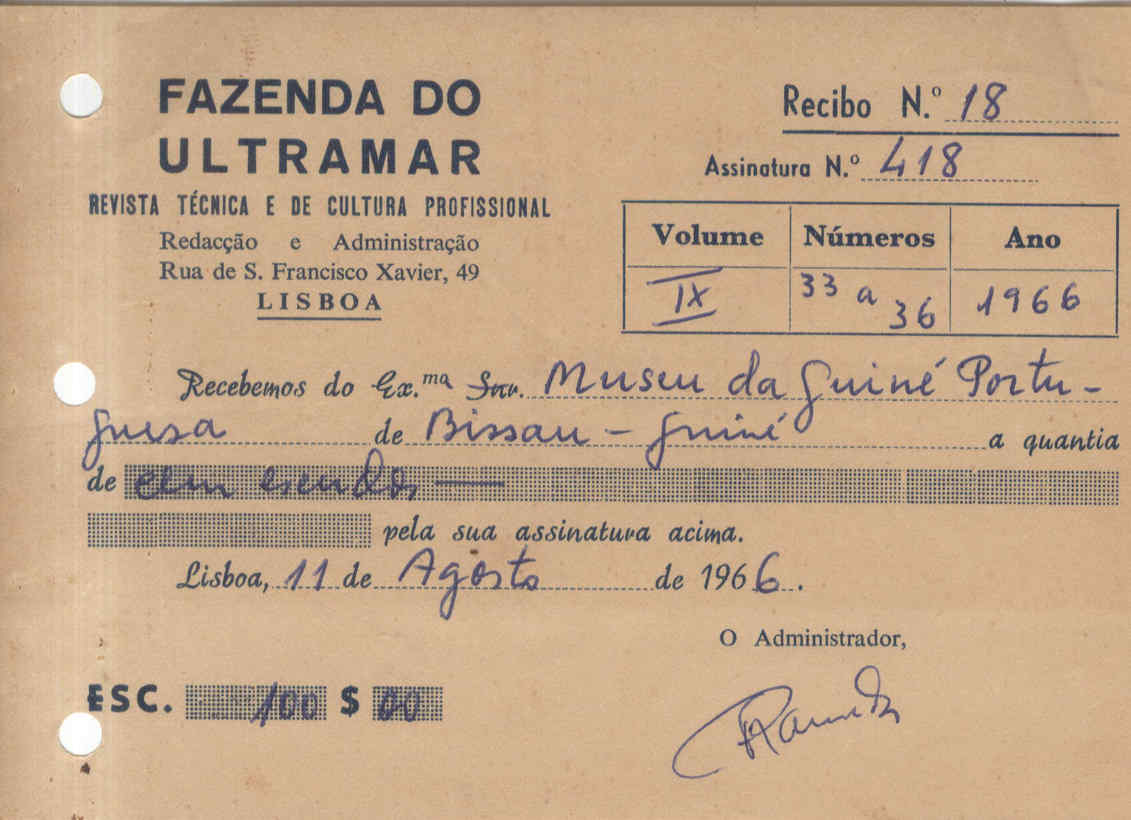 FAZENDA DO
ULTRAMAR
REVISTA TÉCNICA E DE CULTURA PROFISSIONAL
Redacção e Administração
Rua de S. Francisco Xavier, 49
LISBOA
Recibo N.º 18
Assinatura N.º 418
Volume Números Ano
IX 33 a 36 1966
Recebemos do Ex.ma Snr. Museu da Guiné Portu-
guesa de Bissau - Guiné a quantia
de cem escudos —
pela sua assinatura acima.
Lisboa, 11 de Agosto de 1966.
O Administrador,
ESC. 100 $ 00